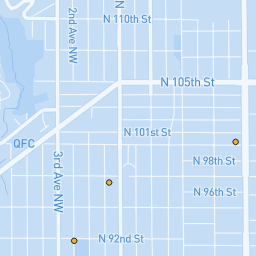 N 110th St
2nd Ave NW
N 105th St
N 101st St
QFC
N 98th St
3rd Ave NW
N 96th St
N 92nd St